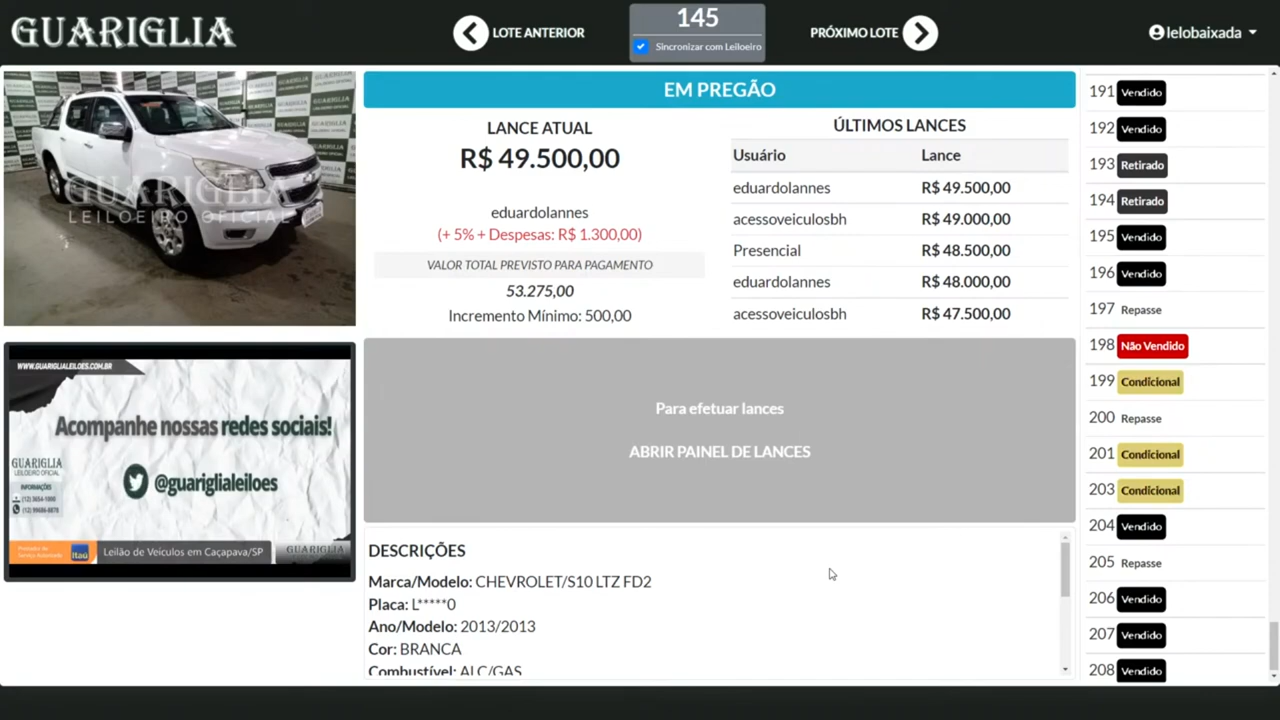 GUARIGLIA
LOTE ANTERIOR
145
Sincronizar com Leiloeiro
PRÓXIMO LOTE
lelobaixada
GUARIGLIA
LEILOEIRO OFICIAL
EM PREGÃO
LANCE ATUAL
R$ 49.500,00
eduardolannes
(+ 5% + Despesas: R$ 1.300,00)
VALOR TOTAL PREVISTO PARA PAGAMENTO
53.275,00
Incremento Mínimo: 500,00
ÚLTIMOS LANCES
Usuário Lance
eduardolannes R$ 49.500,00
acessoveiculosbh R$ 49.000,00
Presencial R$ 48.500,00
eduardolannes R$ 48.000,00
acessoveiculosbh R$ 47.500,00
Para efetuar lances
ABRIR PAINEL DE LANCES
WWW.GUARIGLIALEILOES.COM.BR
Acompanhe nossas redes sociais!
@guariglialeiloes
GUARIGLIA
LEILOEIRO OFICIAL
INFORMAÇÕES
(12) 3654-1000
Itaú
Leilão de Veículos em Caçapava/SP
GUARIGLIA
DESCRIÇÕES
Marca/Modelo: CHEVROLET/S10 LTZ FD2
Placa: L*****0
Ano/Modelo: 2013/2013
Cor: BRANCA
Combustível: ALC/GAS
191 Vendido
192 Vendido
193 Retirado
194 Retirado
195 Vendido
196 Vendido
197 Repasse
198 Não Vendido
199 Condicional
200 Repasse
201 Condicional
203 Condicional
204 Vendido
205 Repasse
206 Vendido
207 Vendido
208 Vendido